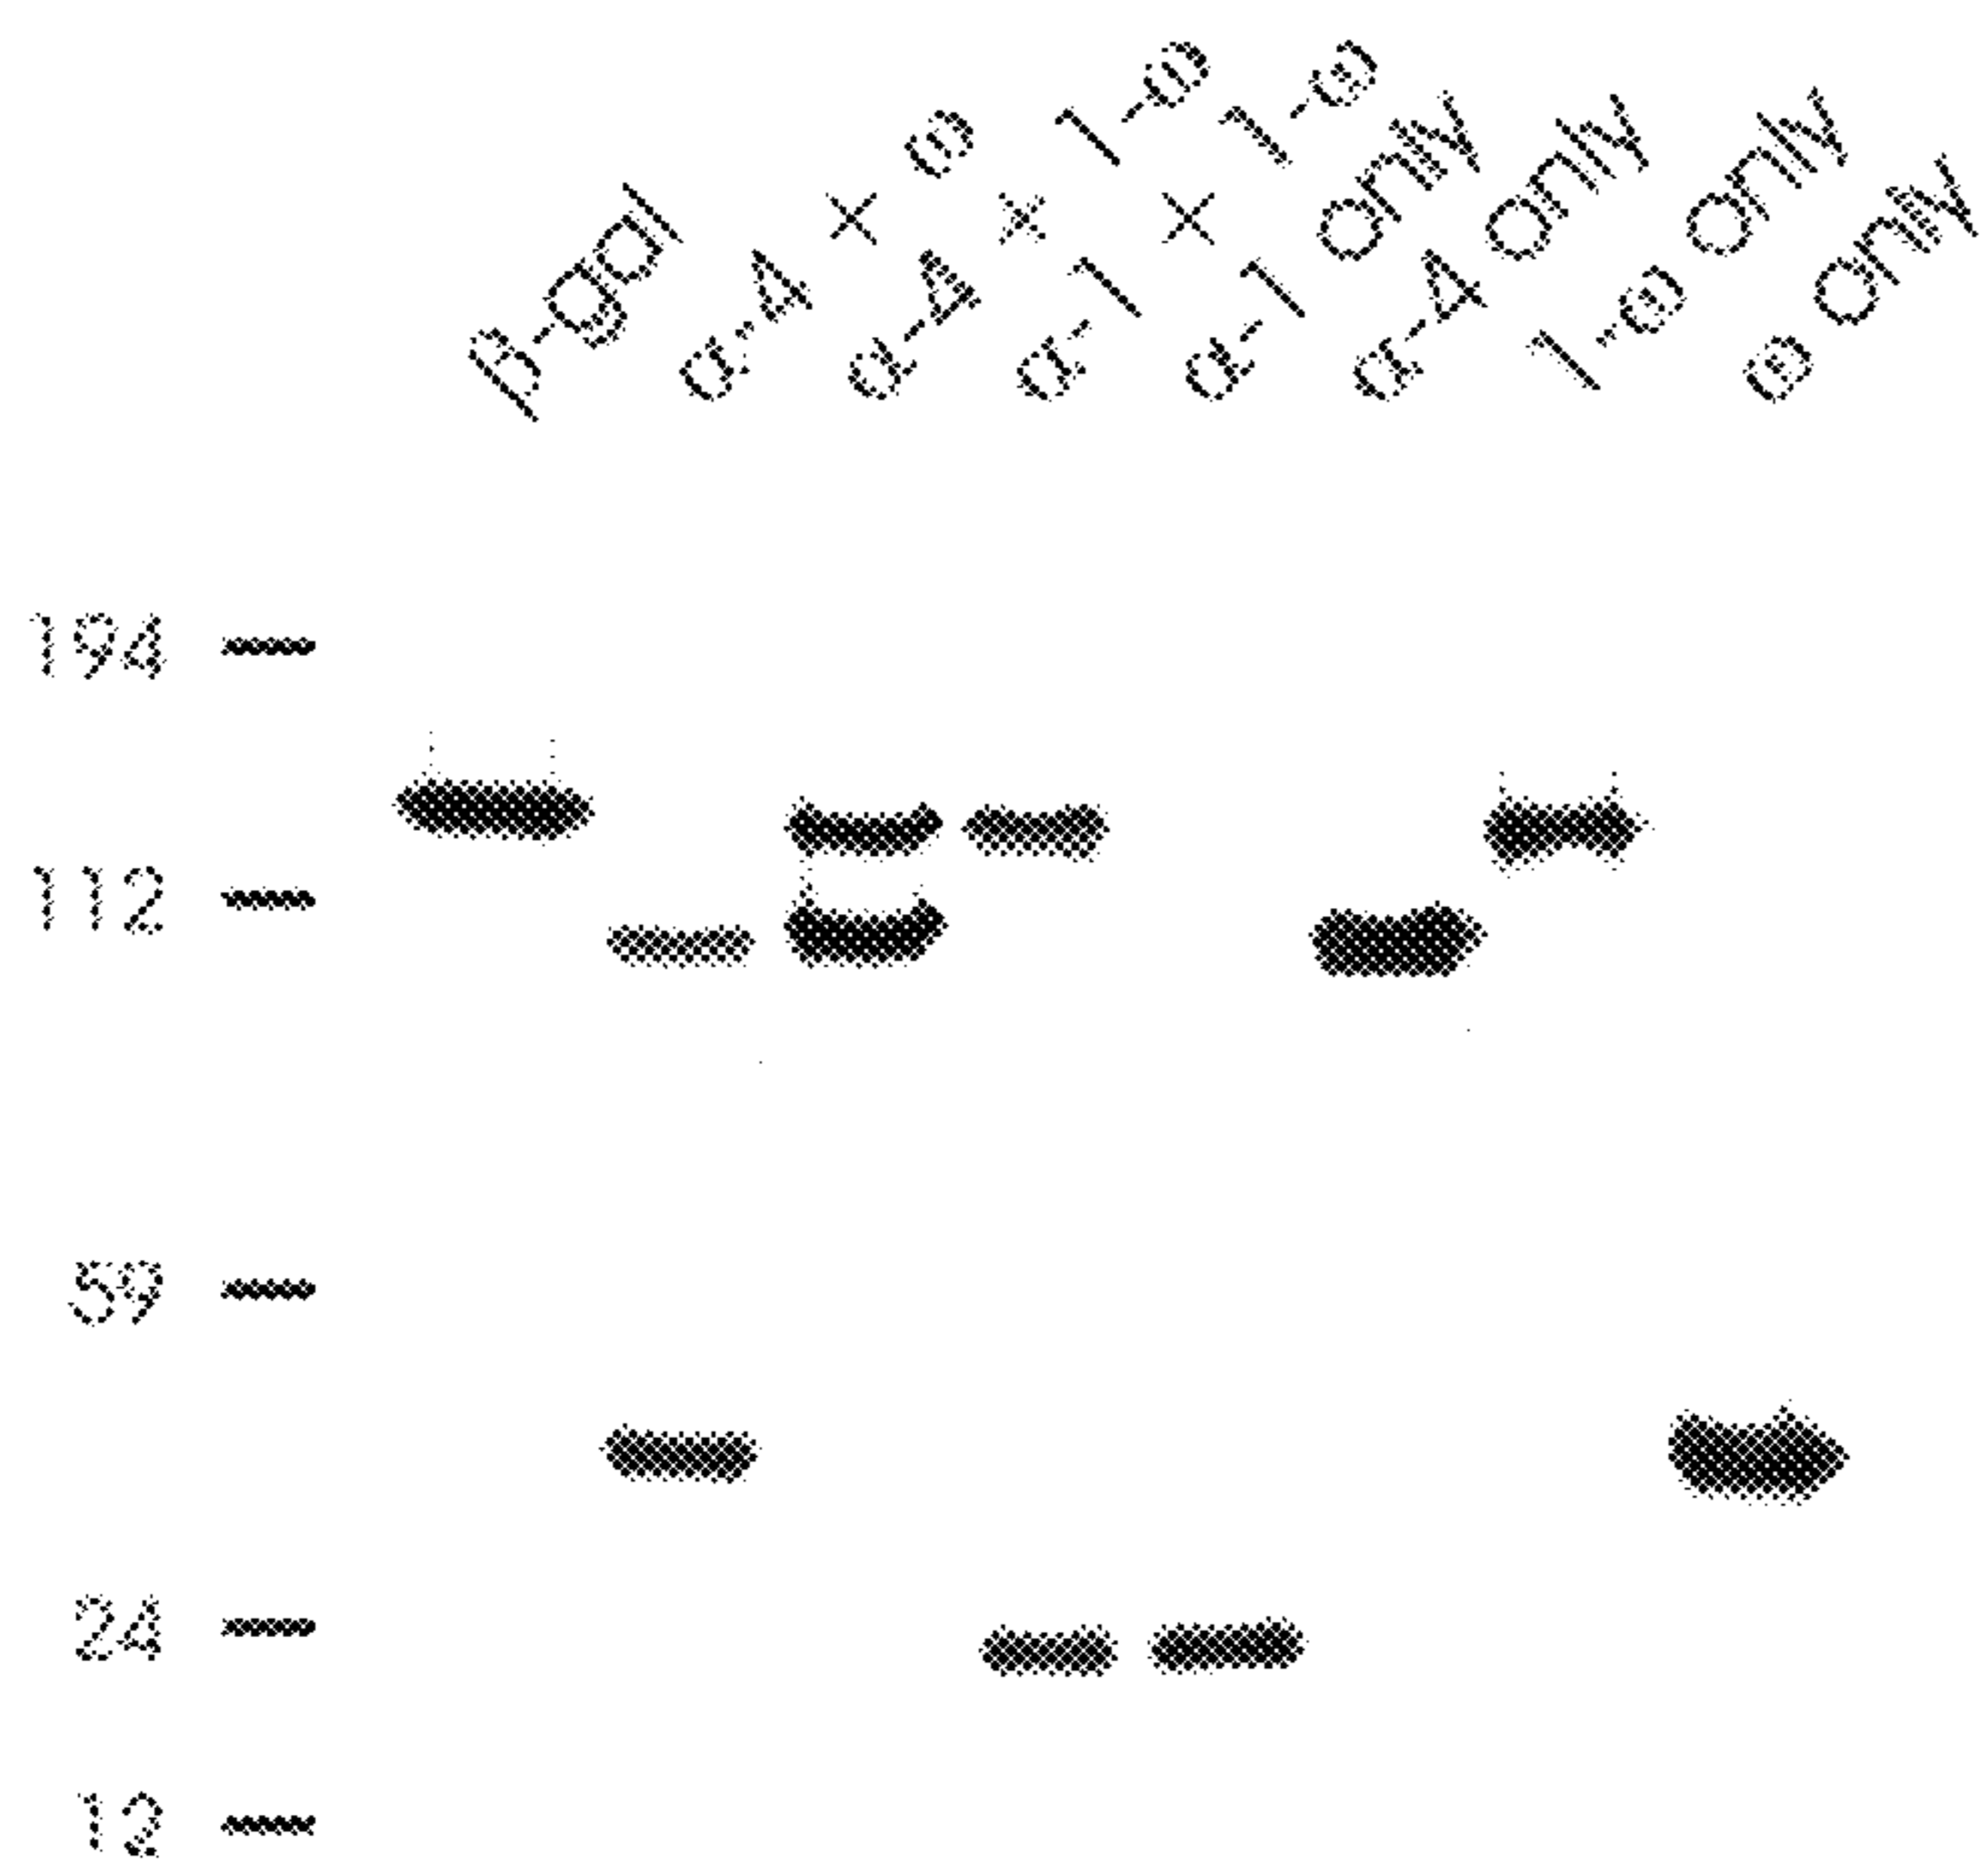 β-gal
α-4 × ω
α-4 × 1-ω
α-1 × 1-ω
α-1 only
α-4 only
1-ω only
ω only
194
112
59
24
12